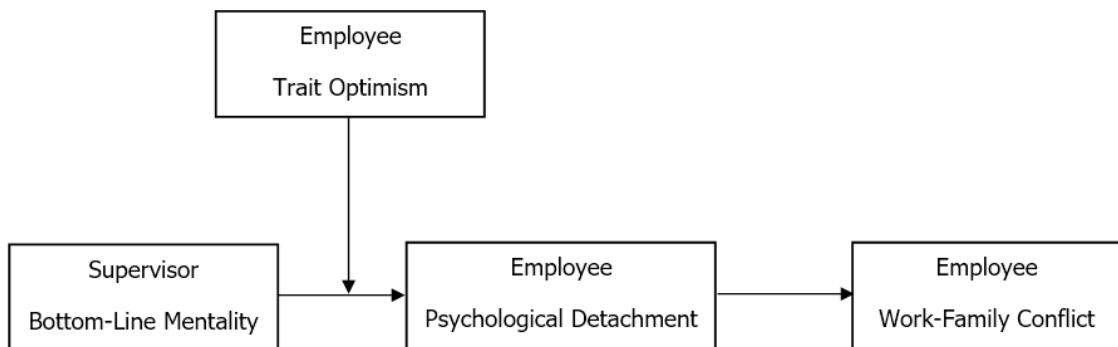 Employee
Trait Optimism
Supervisor
Bottom-Line Mentality
Employee
Psychological Detachment
Employee
Work-Family Conflict